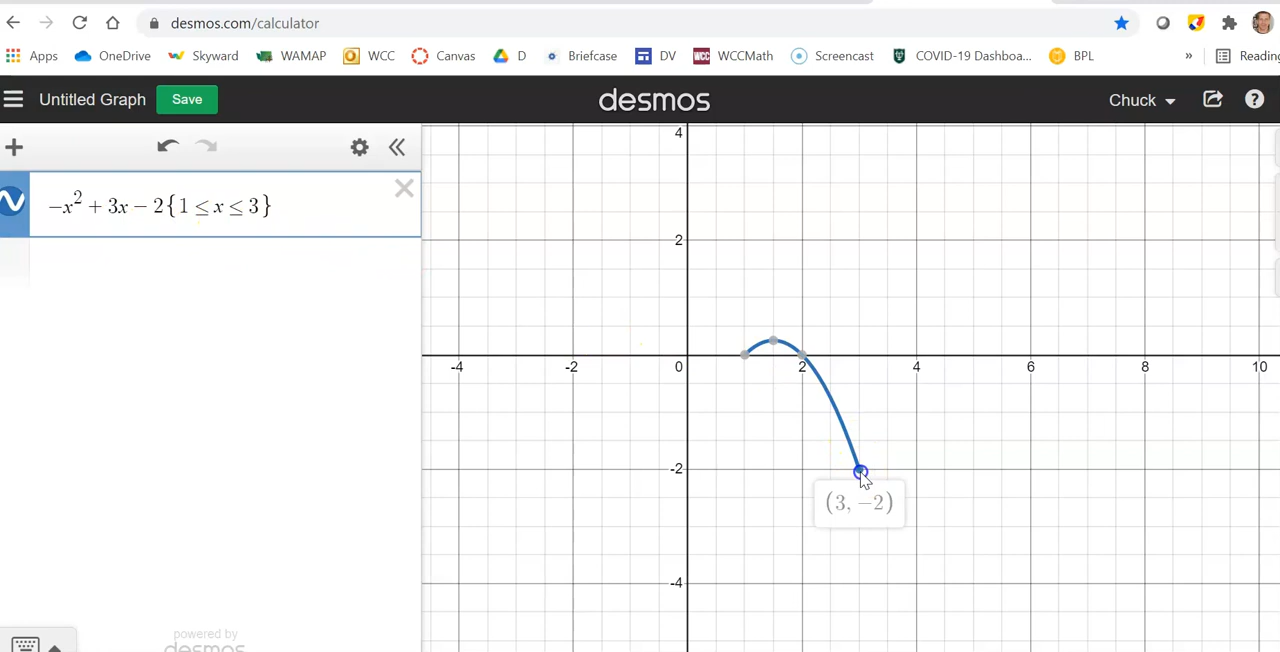 desmos.com/calculator
Apps OneDrive Skyward WAMAP WCC Canvas D Briefcase DV WCC WCCMath Screencast COVID-19 Dashboa... BPL » Reading
Untitled Graph Save desmos Chuck ?
−x² + 3x − 2{1 ≤ x ≤ 3}
4
2
-4 -2 0 2 4 6 8 10
-2
(3, −2)
-4
powered by
desmos